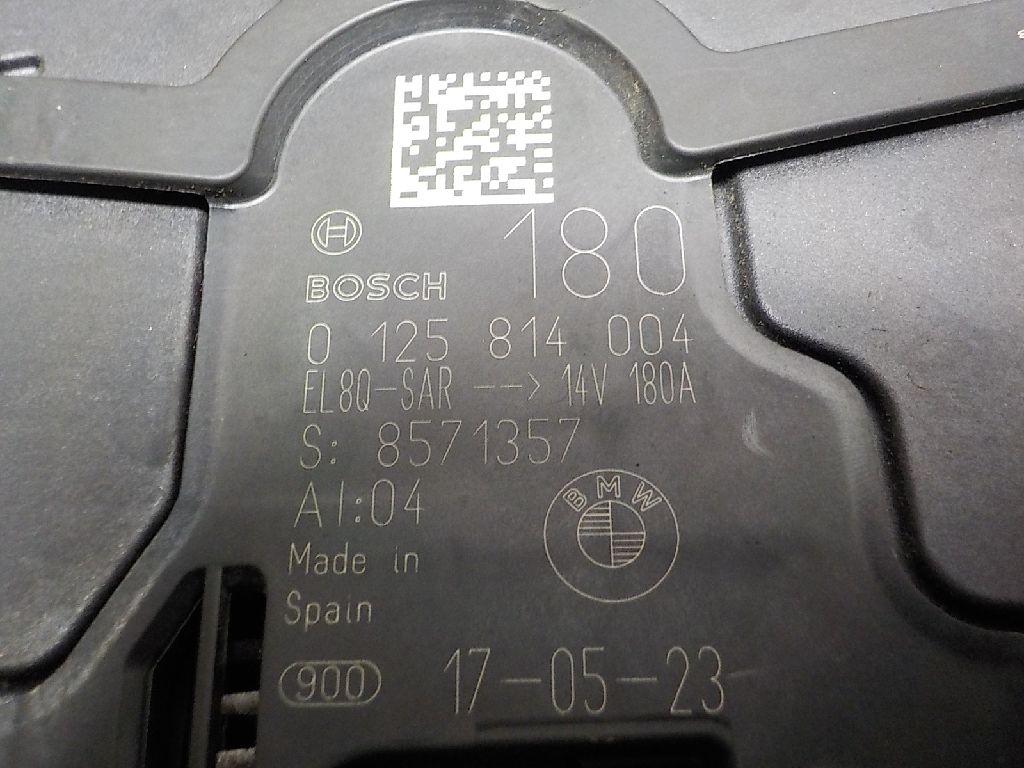 180
BOSCH
0 125 814 004
EL8Q-SAR --> 14V 180A
S: 8571357
AI:04
BMW
Made in
Spain
900
17-05-23